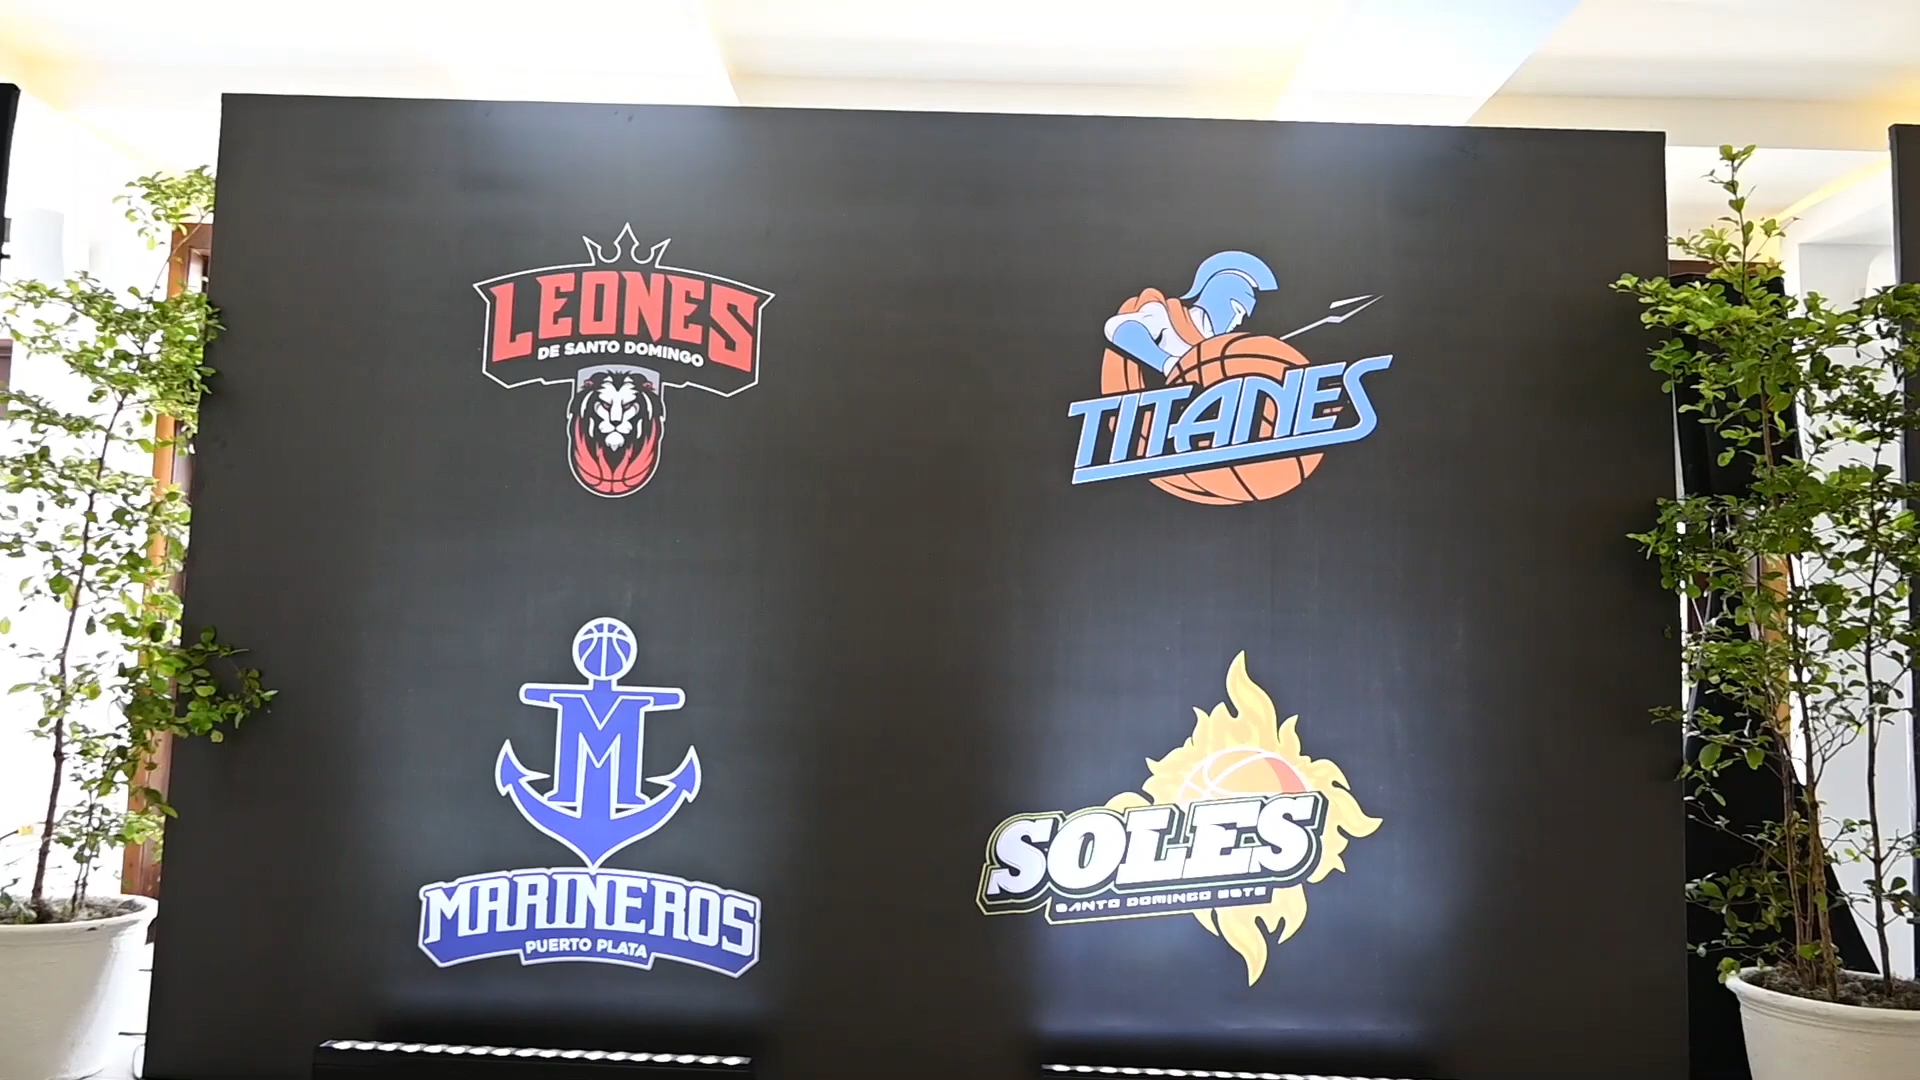 LEONES
DE SANTO DOMINGO
TITANES
M
MARINEROS
PUERTO PLATA
SOLES
SANTO DOMINGO ESTE